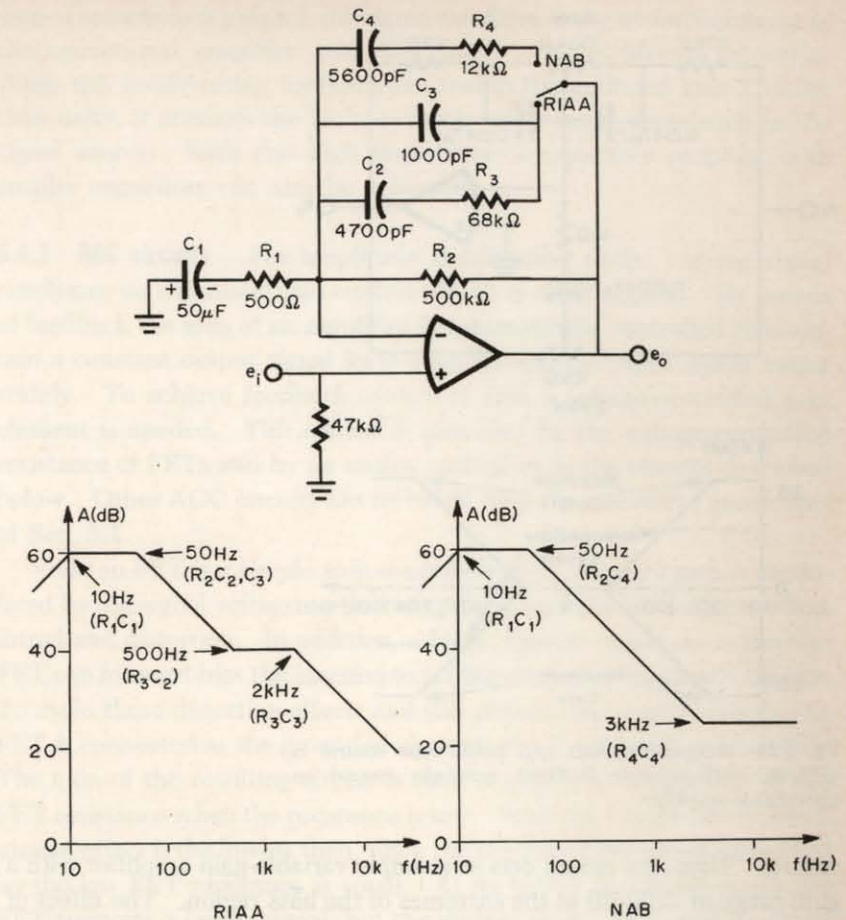 C4
R4
5600pF
12kΩ
NAB
C3
RIAA
1000pF
C2
R3
4700pF
68kΩ
C1
R1
R2
+ −
50μF
500Ω
500kΩ
−
+
ei
eo
47kΩ
A(dB)
60
50Hz
(R2C2,C3)
10Hz
(R1C1)
40
500Hz
(R3C2)
2kHz
(R3C3)
20
0
10 100 1k 10k f(Hz)
RIAA
A(dB)
60
50Hz
(R2C4)
10Hz
(R1C1)
40
3kHz
(R4C4)
20
0
10 100 1k 10k f(Hz)
NAB